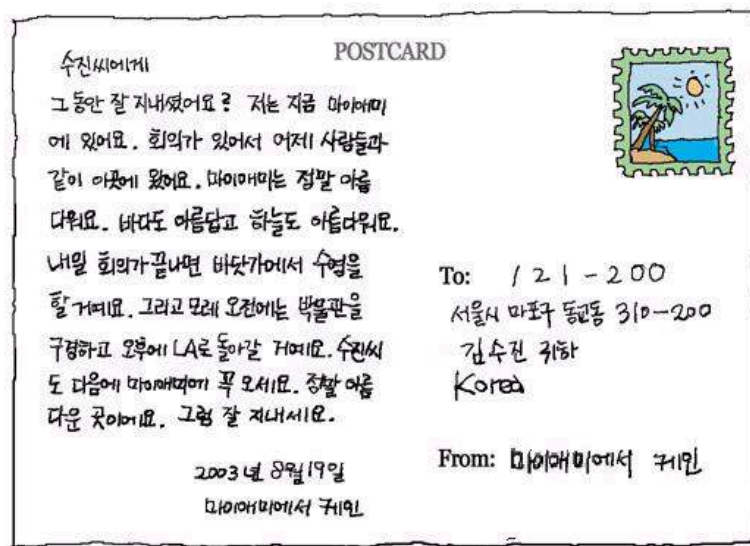 POSTCARD
수진씨에게
그동안 잘 지내셨어요? 저는 지금 마이애미
에 있어요. 회의가 있어서 어제 사람들과
같이 이곳에 왔어요. 마이애미는 정말 아름
다워요. 바다도 아름답고 하늘도 아름다워요.
내일 회의가 끝나면 바닷가에서 수영을
할 거예요. 그리고 모레 오전에는 박물관을
구경하고 오후에 LA로 돌아갈 거예요. 수진씨
도 다음에 마이애미에 꼭 오세요. 정말 아름
다운 곳이에요. 그럼 잘 지내세요.
2003년 8월 19일
마이애미에서 케인
To: 121-200
서울시 마포구 동교동 310-200
김수진 귀하
Korea
From: 마이애미에서 케인